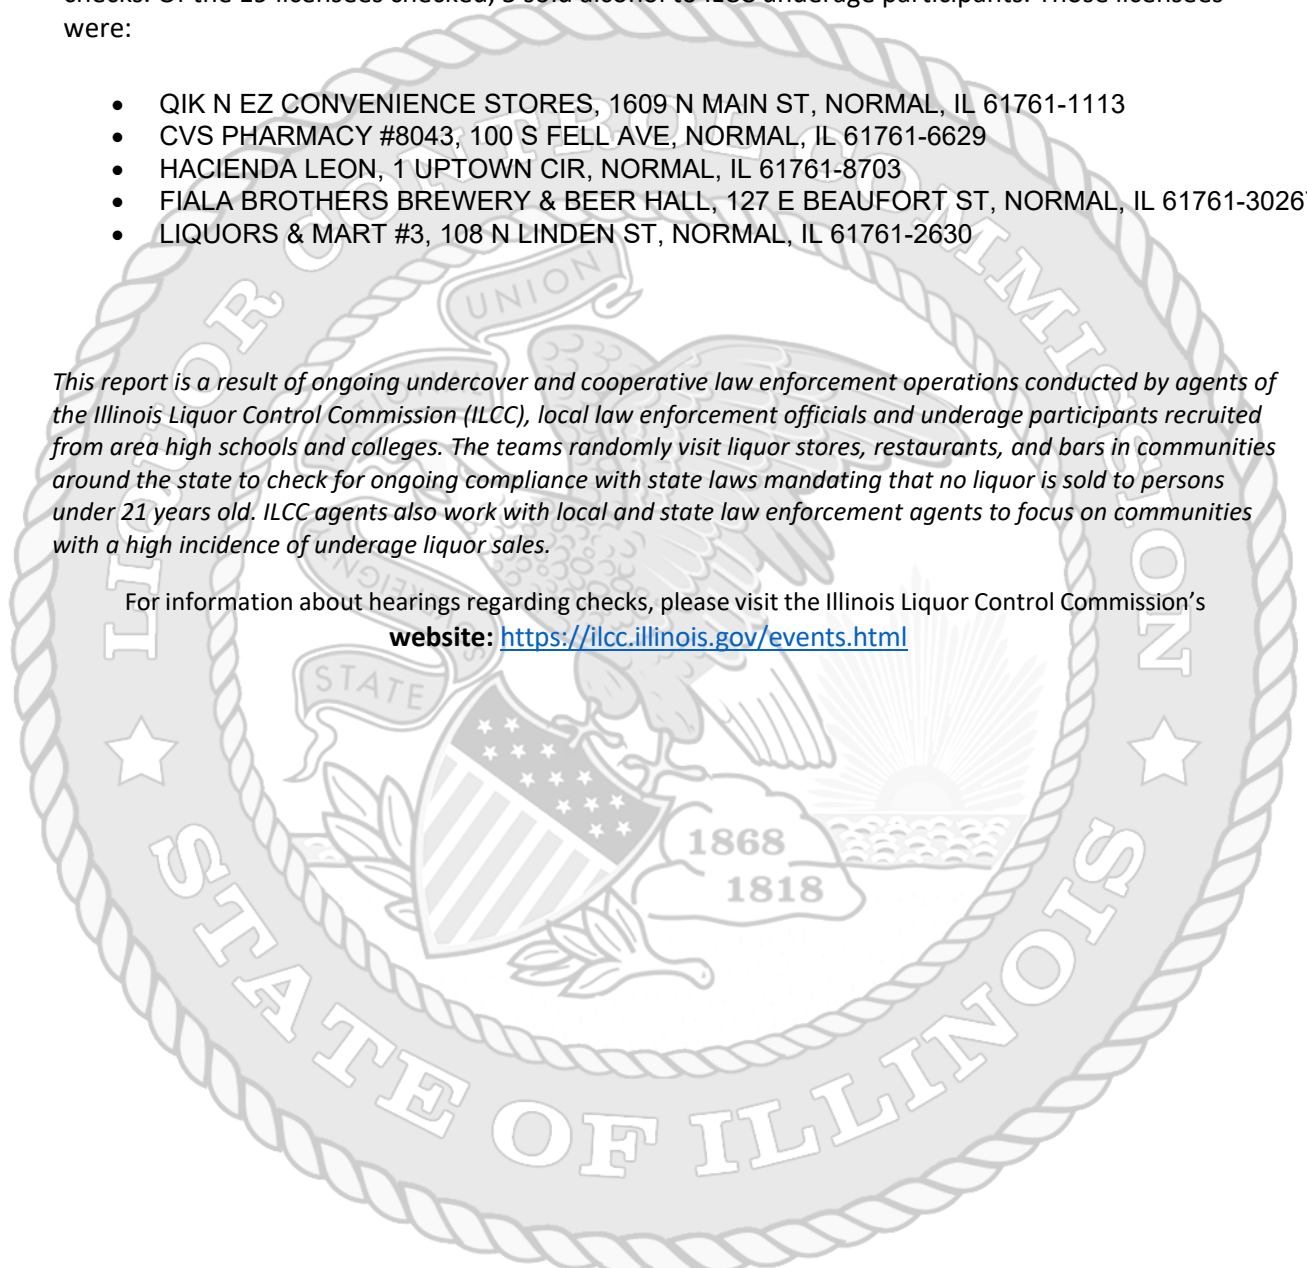 were:
• QIK N EZ CONVENIENCE STORES, 1609 N MAIN ST, NORMAL, IL 61761-1113
• CVS PHARMACY #8043, 100 S FELL AVE, NORMAL, IL 61761-6629
• HACIENDA LEON, 1 UPTOWN CIR, NORMAL, IL 61761-8703
• FIALA BROTHERS BREWERY & BEER HALL, 127 E BEAUFORT ST, NORMAL, IL 61761-3026
• LIQUORS & MART #3, 108 N LINDEN ST, NORMAL, IL 61761-2630
This report is a result of ongoing undercover and cooperative law enforcement operations conducted by agents of
the Illinois Liquor Control Commission (ILCC), local law enforcement officials and underage participants recruited
from area high schools and colleges. The teams randomly visit liquor stores, restaurants, and bars in communities
around the state to check for ongoing compliance with state laws mandating that no liquor is sold to persons
under 21 years old. ILCC agents also work with local and state law enforcement agents to focus on communities
with a high incidence of underage liquor sales.
For information about hearings regarding checks, please visit the Illinois Liquor Control Commission’s
website: https://ilcc.illinois.gov/events.html
LIQUOR CONTROL COMMISSION
STATE OF ILLINOIS
STATE
SOVEREIGNTY
NATIONAL
UNION
1868
1818